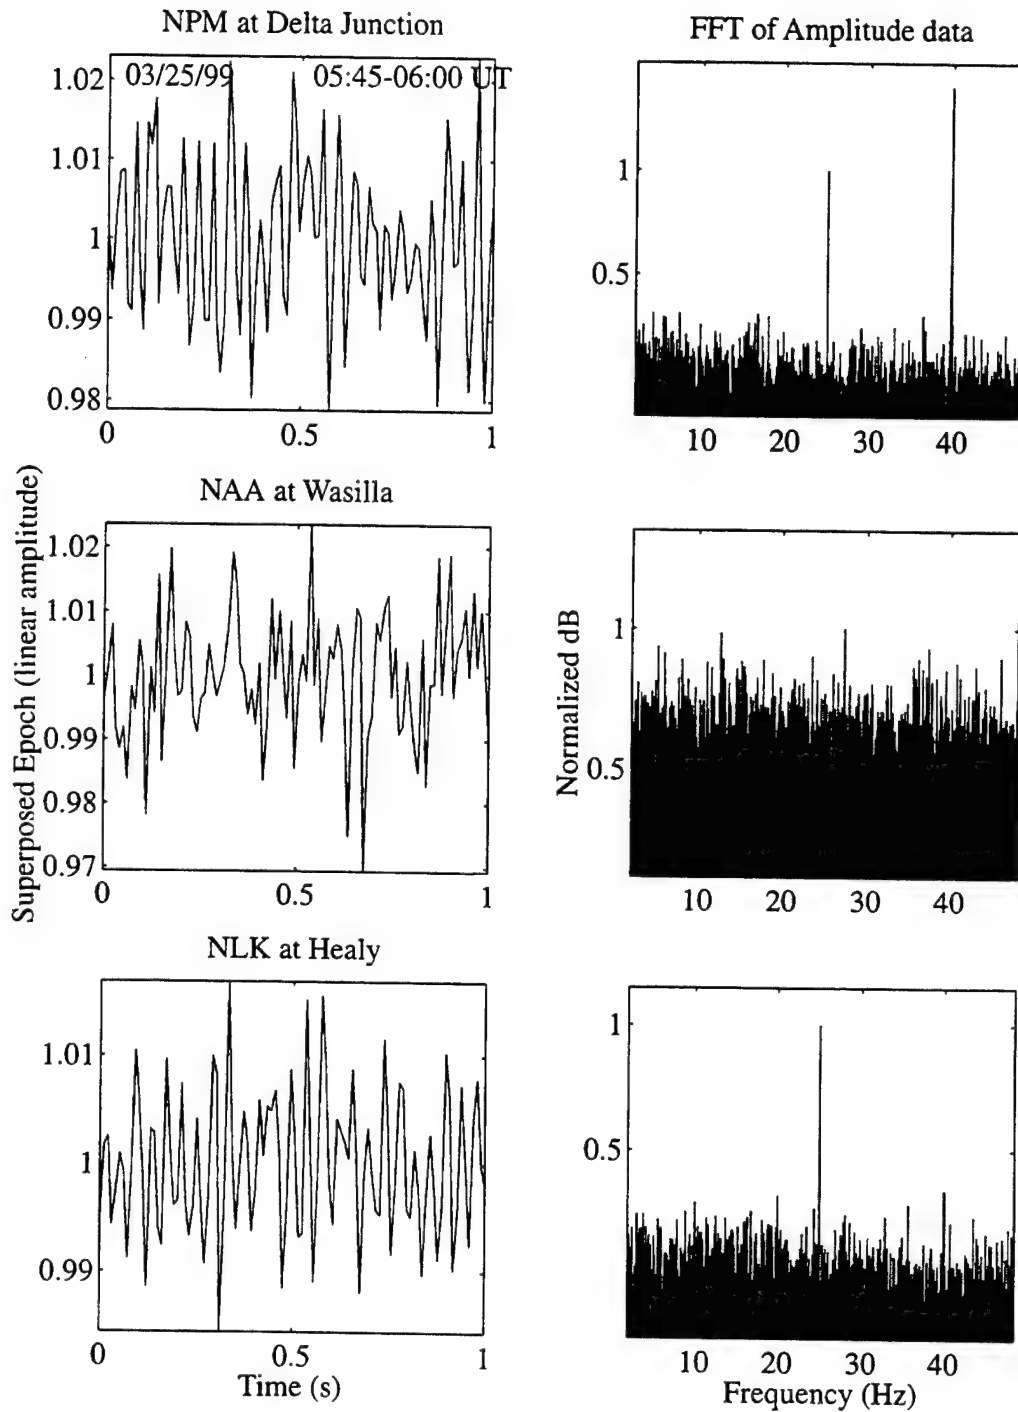 NPM at Delta Junction
FFT of Amplitude data
03/25/99 05:45-06:00 UT
1.02
1.01
1
0.99
0.98
0 0.5 1
1
0.5
10 20 30 40
Superposed Epoch (linear amplitude)
NAA at Wasilla
1.02
1.01
1
0.99
0.98
0.97
0 0.5 1
Normalized dB
1
0.5
10 20 30 40
NLK at Healy
1.01
1
0.99
0 0.5 1
Time (s)
1
0.5
10 20 30 40
Frequency (Hz)